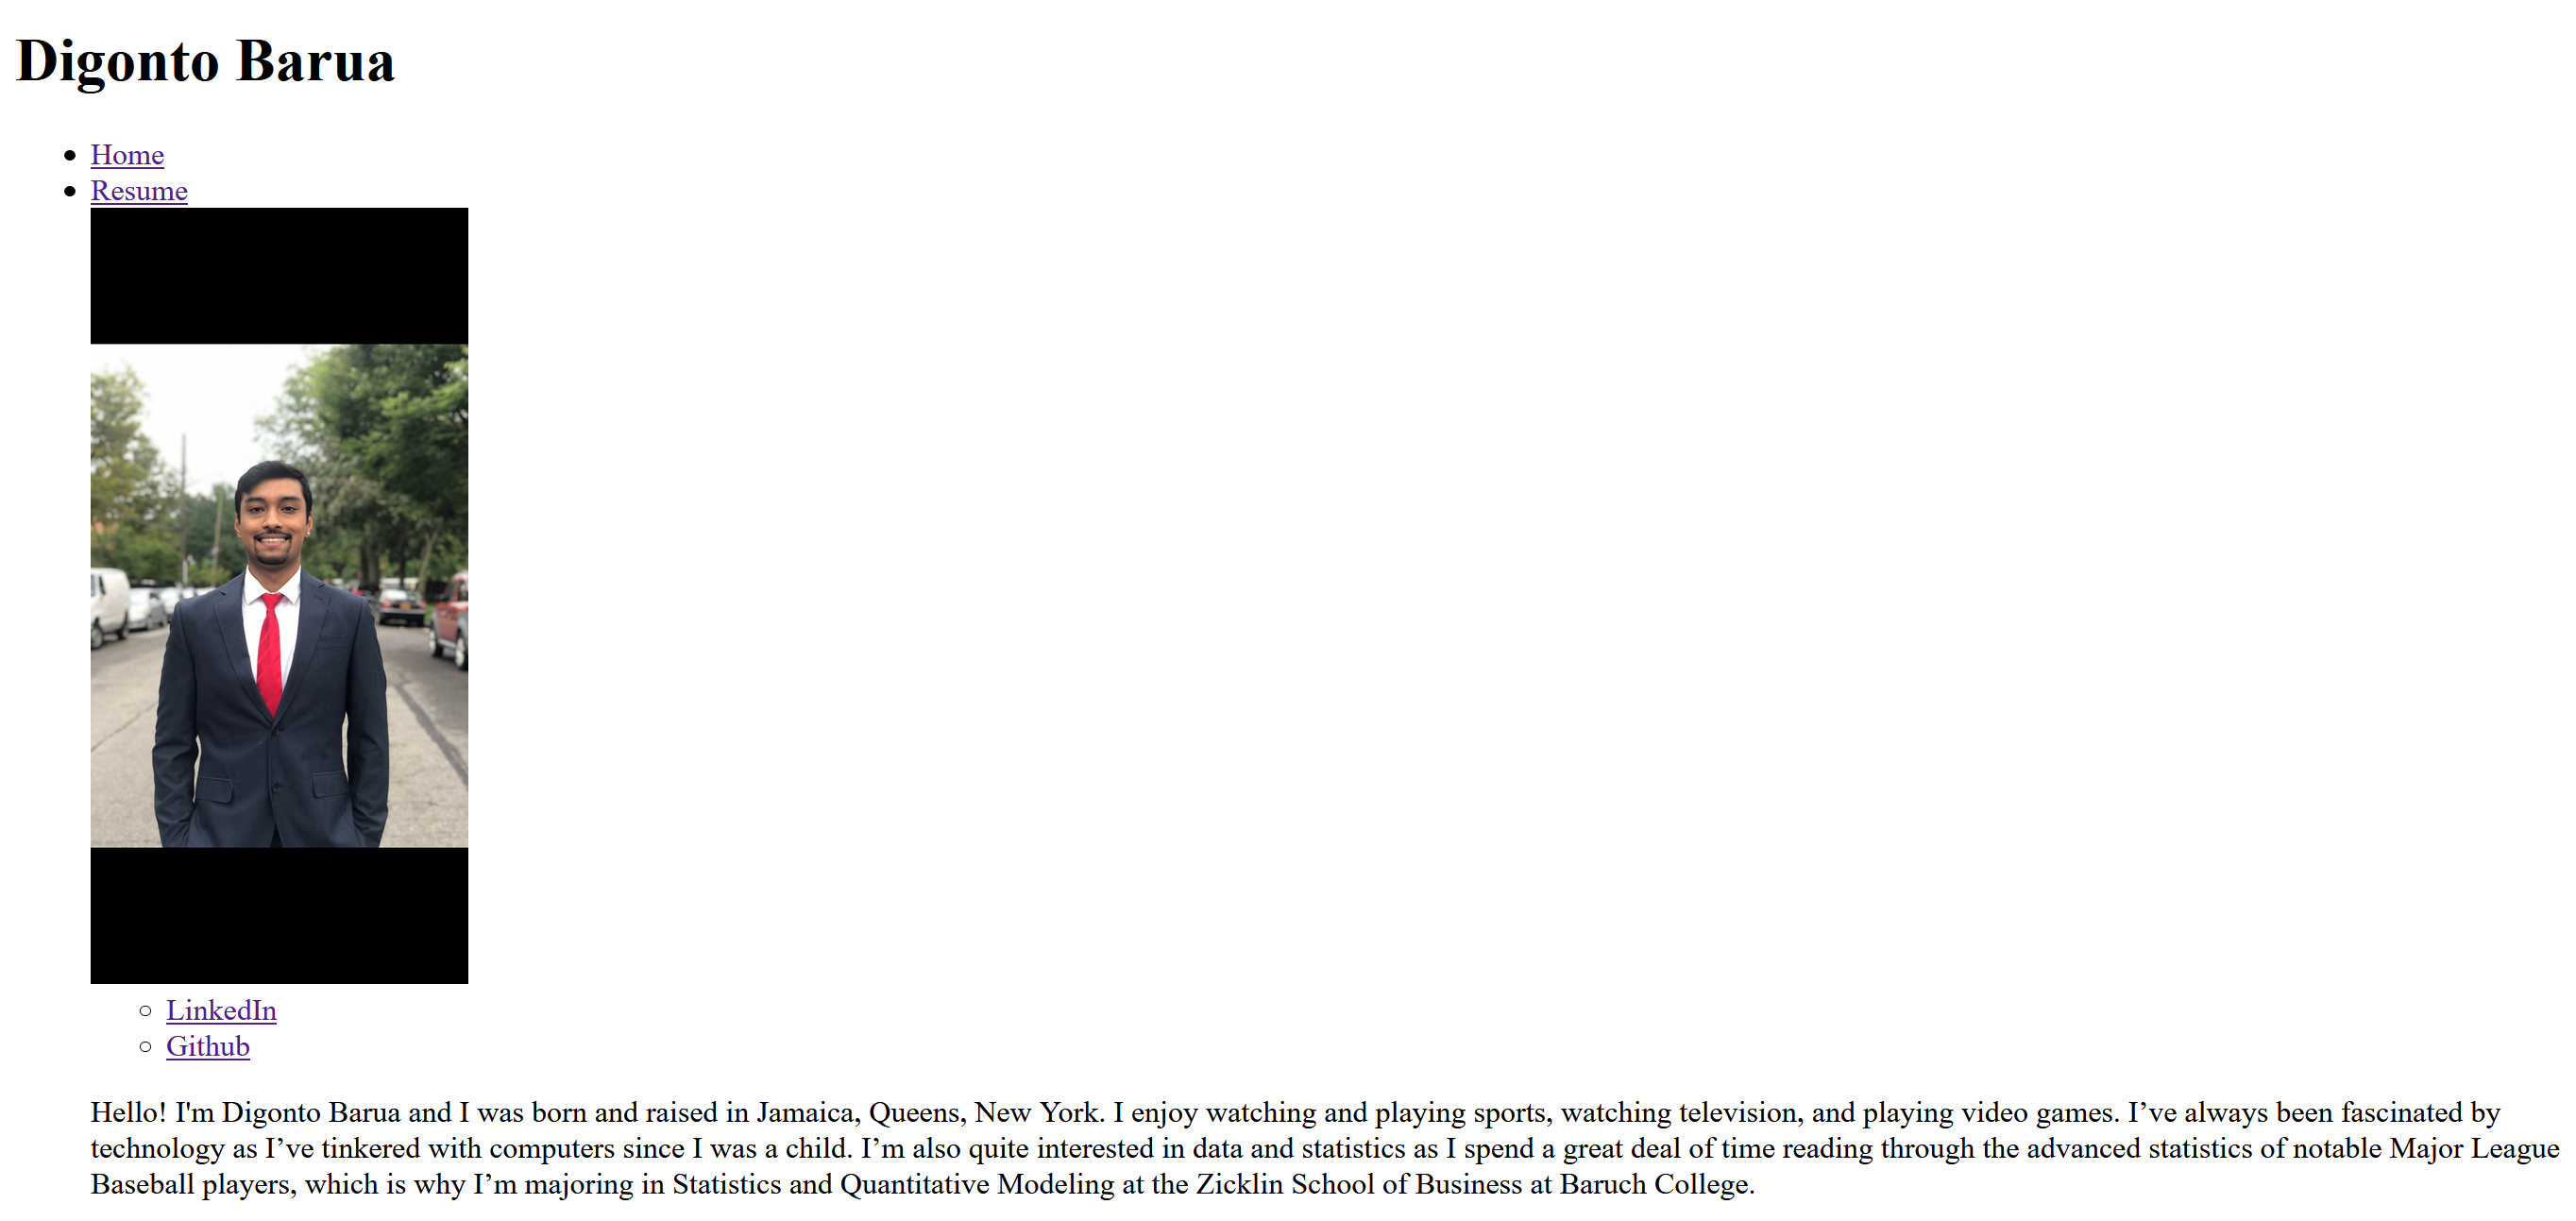 Digonto Barua
Home
Resume
LinkedIn
Github
Hello! I'm Digonto Barua and I was born and raised in Jamaica, Queens, New York. I enjoy watching and playing sports, watching television, and playing video games. I’ve always been fascinated by
technology as I’ve tinkered with computers since I was a child. I’m also quite interested in data and statistics as I spend a great deal of time reading through the advanced statistics of notable Major League
Baseball players, which is why I’m majoring in Statistics and Quantitative Modeling at the Zicklin School of Business at Baruch College.